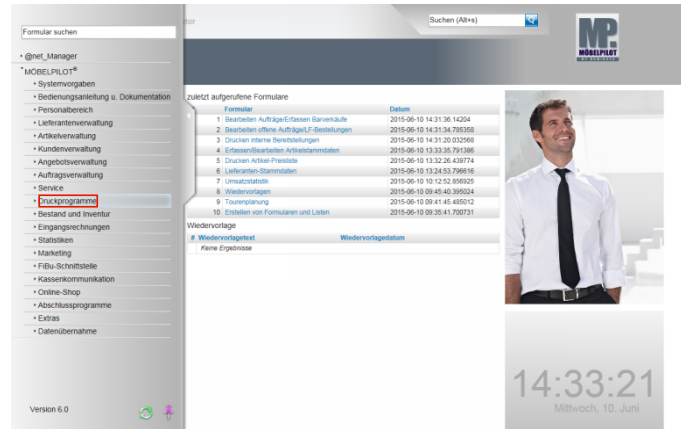 Suchen (Alt+s)
MP.
MÖBELPILOT
Formular suchen
@net_Manager
MÖBELPILOT®
Systemvorgaben
Bedienungsanleitung u. Dokumentation
Personalbereich
Lieferantenverwaltung
Artikelverwaltung
Kundenverwaltung
Angebotsverwaltung
Auftragsverwaltung
Service
Druckprogramme
Bestand und Inventur
Eingangsrechnungen
Statistiken
Marketing
FiBu-Schnittstelle
Kassenkommunikation
Online-Shop
Abschlussprogramme
Extras
Datenübernahme
Version 6.0
zuletzt aufgerufene Formulare
Formular Datum
1 Bearbeiten Aufträge/Erfassen Barverkäufe 2015-06-10 14:31:36.14204
2 Bearbeiten offene Aufträge/LF-Bestellungen 2015-06-10 14:31:34.785358
3 Drucken interne Bereitstellungen 2015-06-10 14:31:20.032568
4 Erfassen/Bearbeiten Artikelstammdaten 2015-06-10 13:33:35.791386
5 Drucken Artikel-Preisliste 2015-06-10 13:32:26.439774
6 Lieferanten-Stammdaten 2015-06-10 13:24:53.796616
7 Umsatzstatistik 2015-06-10 10:12:52.856925
8 Wiedervorlagen 2015-06-10 09:45:40.395024
9 Tourenplanung 2015-06-10 09:41:45.485012
10 Erstellen von Formularen und Listen 2015-06-10 09:35:41.700731
Wiedervorlage
# Wiedervorlagetext Wiedervorlagedatum
Keine Ergebnisse
14:33:21
Mittwoch, 10. Juni